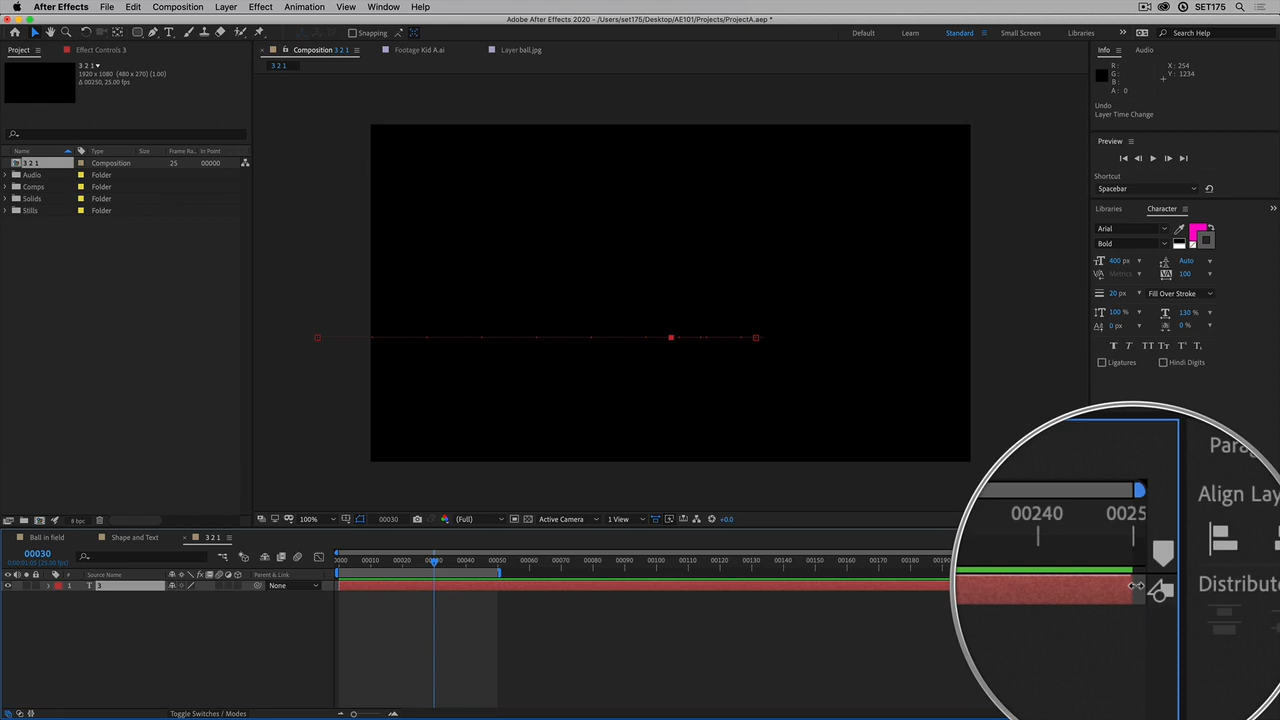 After Effects File Edit Composition Layer Effect Animation View Window Help SET175
Adobe After Effects 2020 – /Users/set175/Desktop/AE101/Projects/ProjectA.aep *
Snapping Default Learn Standard Small Screen Libraries Search Help
Project Effect Controls 3 Composition 3 2 1 Footage Kid A.ai Layer ball.jpg Info Audio
3 2 1
3 2 1
1920 x 1080 (480 x 270) (1.00)
Δ 00250, 25.00 fps
R :
G :
B :
A : 0
X : 254
Y : 1234
Undo
Layer Time Change
Name Type Size Frame Ra.. In Point
3 2 1 Composition 25 00000
Audio Folder
Comps Folder
Solids Folder
Stills Folder
Preview
Shortcut
Spacebar
Libraries Character
Arial
Bold
400 px Auto
Metrics 100
20 px Fill Over Stroke
100 % 130 %
0 px 0 %
T T TT TT T' T,
Ligatures Hindi Digits
Parag
Align Lay
Distribute
00240 0025
8 bpc 100% 00030 (Full) Active Camera 1 View +0.0
Ball in field Shape and Text 3 2 1
00030
0:00:01:05 (25.00 fps)
0000 00010 00020 00030 00040 00050 00060 00070 00080 00090 00100 00110 00120 00130 00140 00150 00160 00170 00180 00190
# Source Name Parent & Link
1 T 3 None
Toggle Switches / Modes